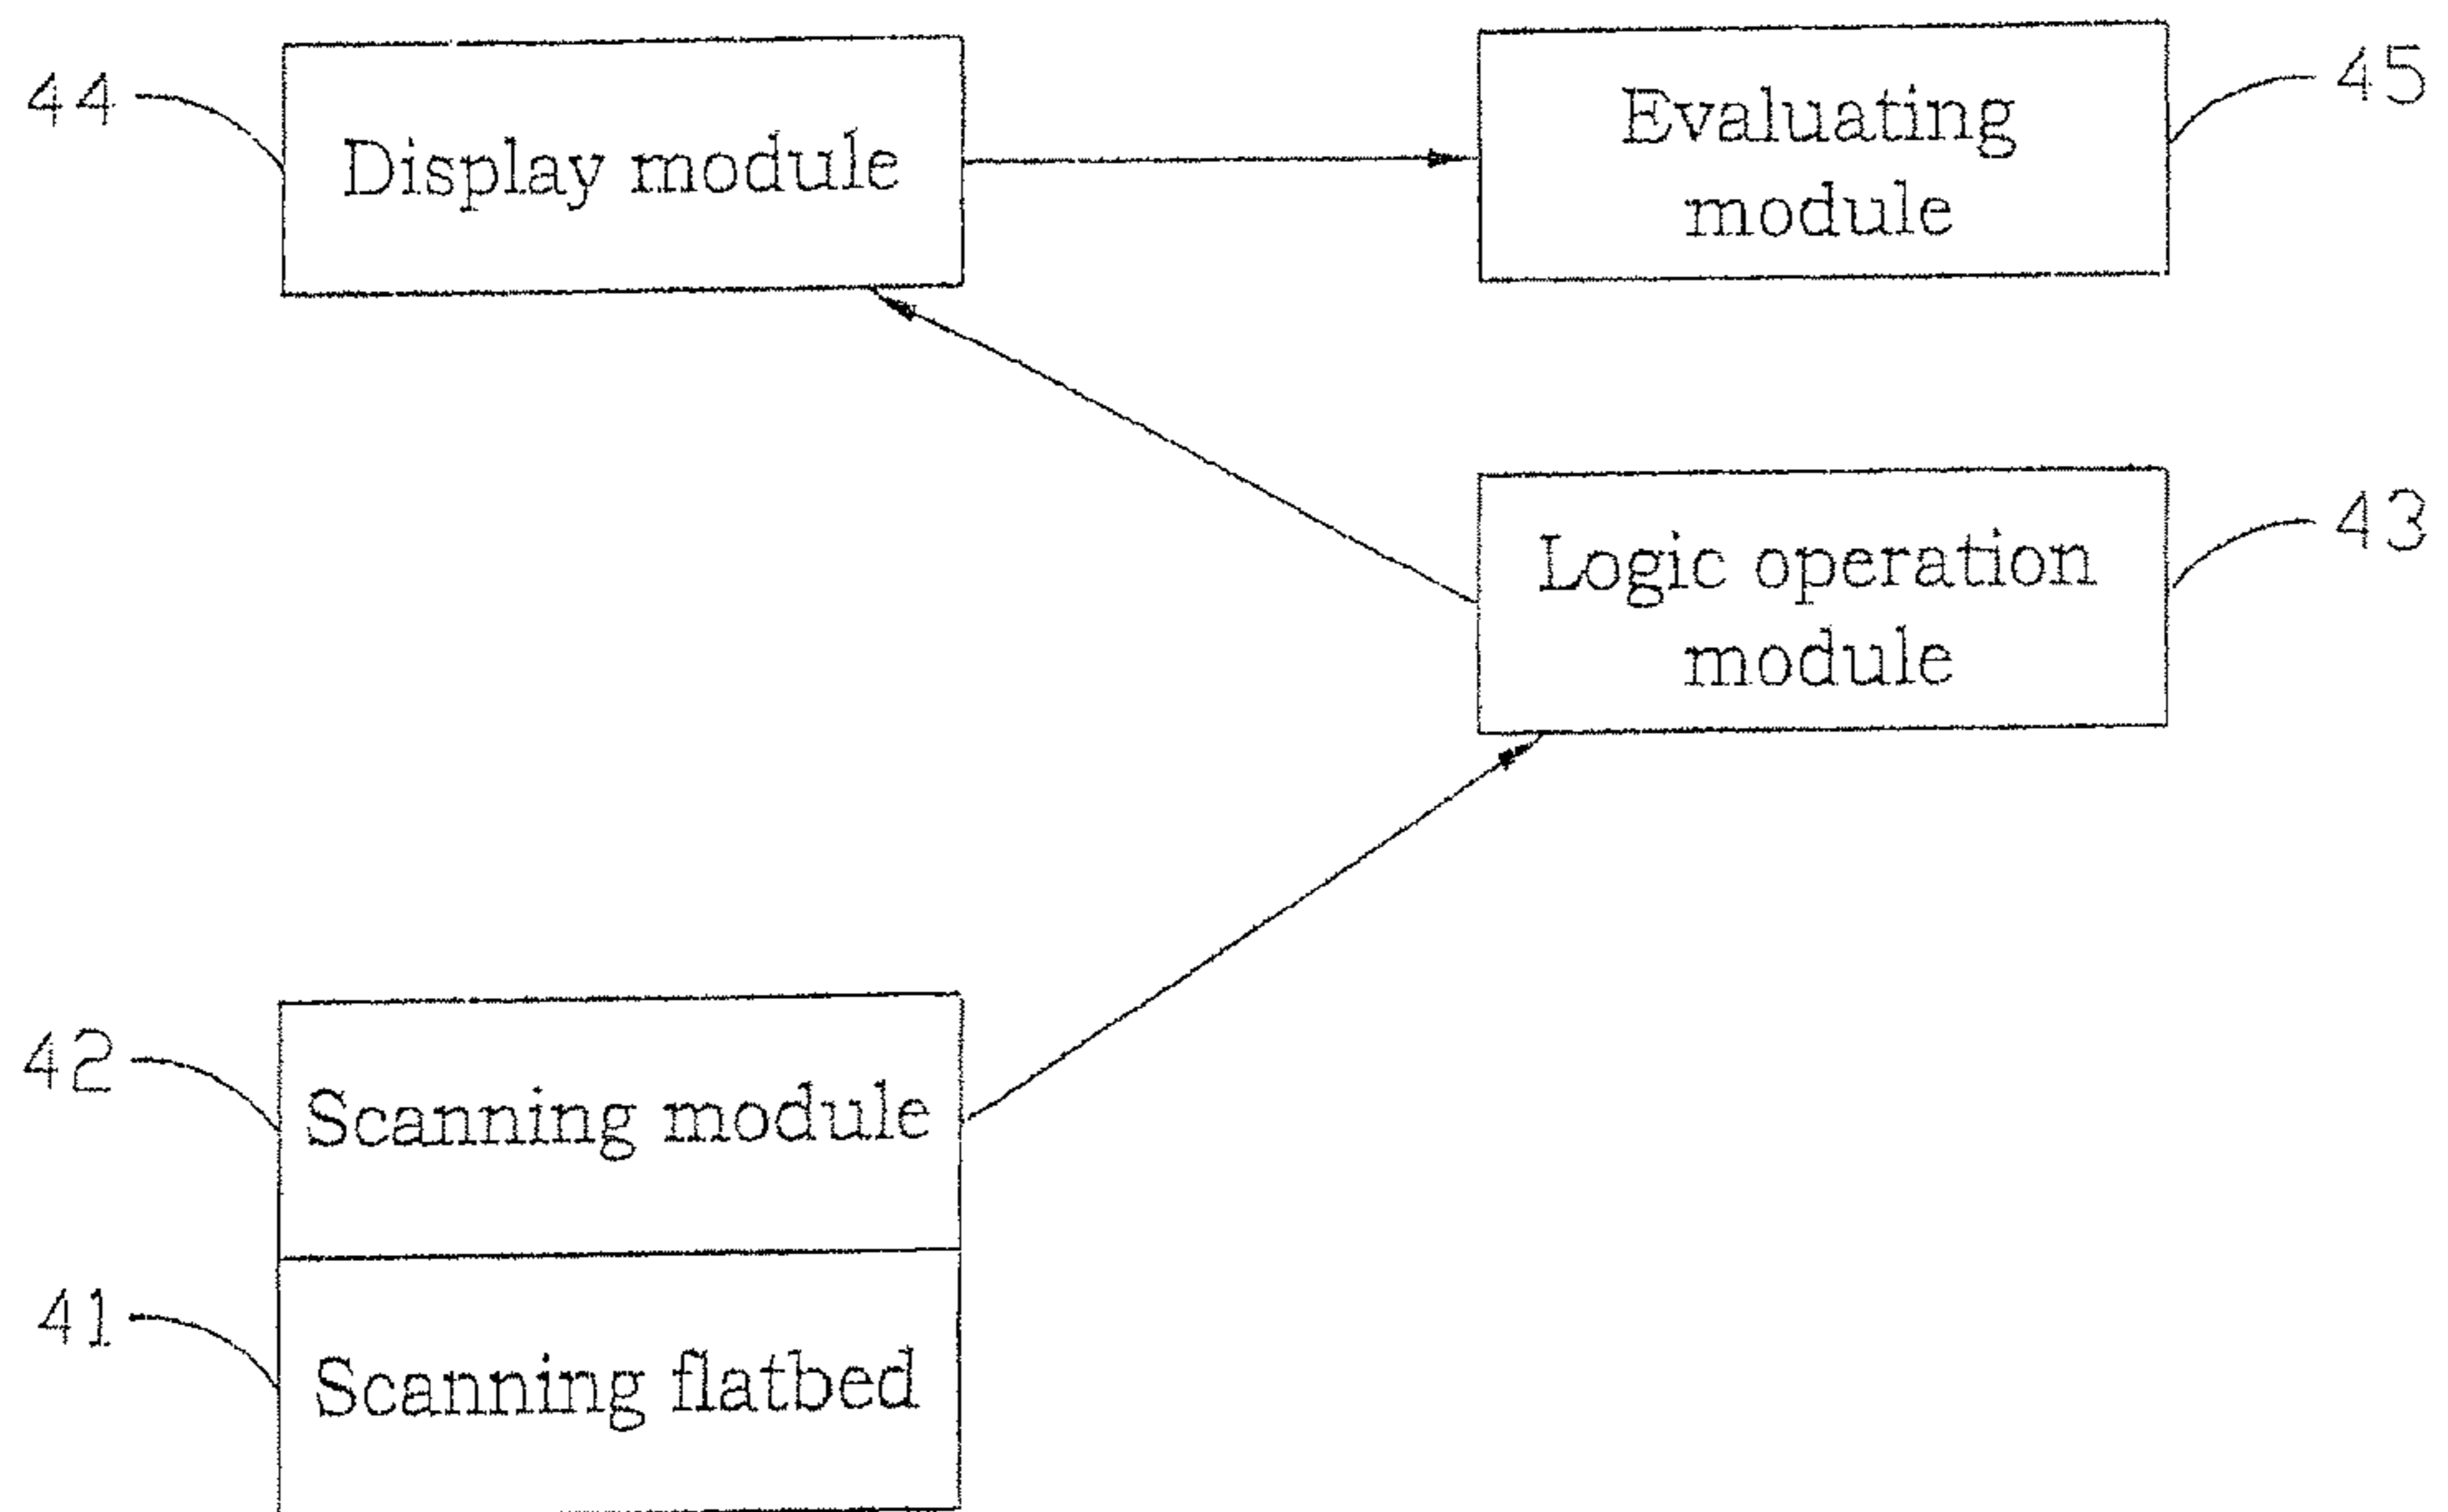 44
Display module
Evaluating
module
45
Logic operation
module
43
42
Scanning module
41
Scanning flatbed